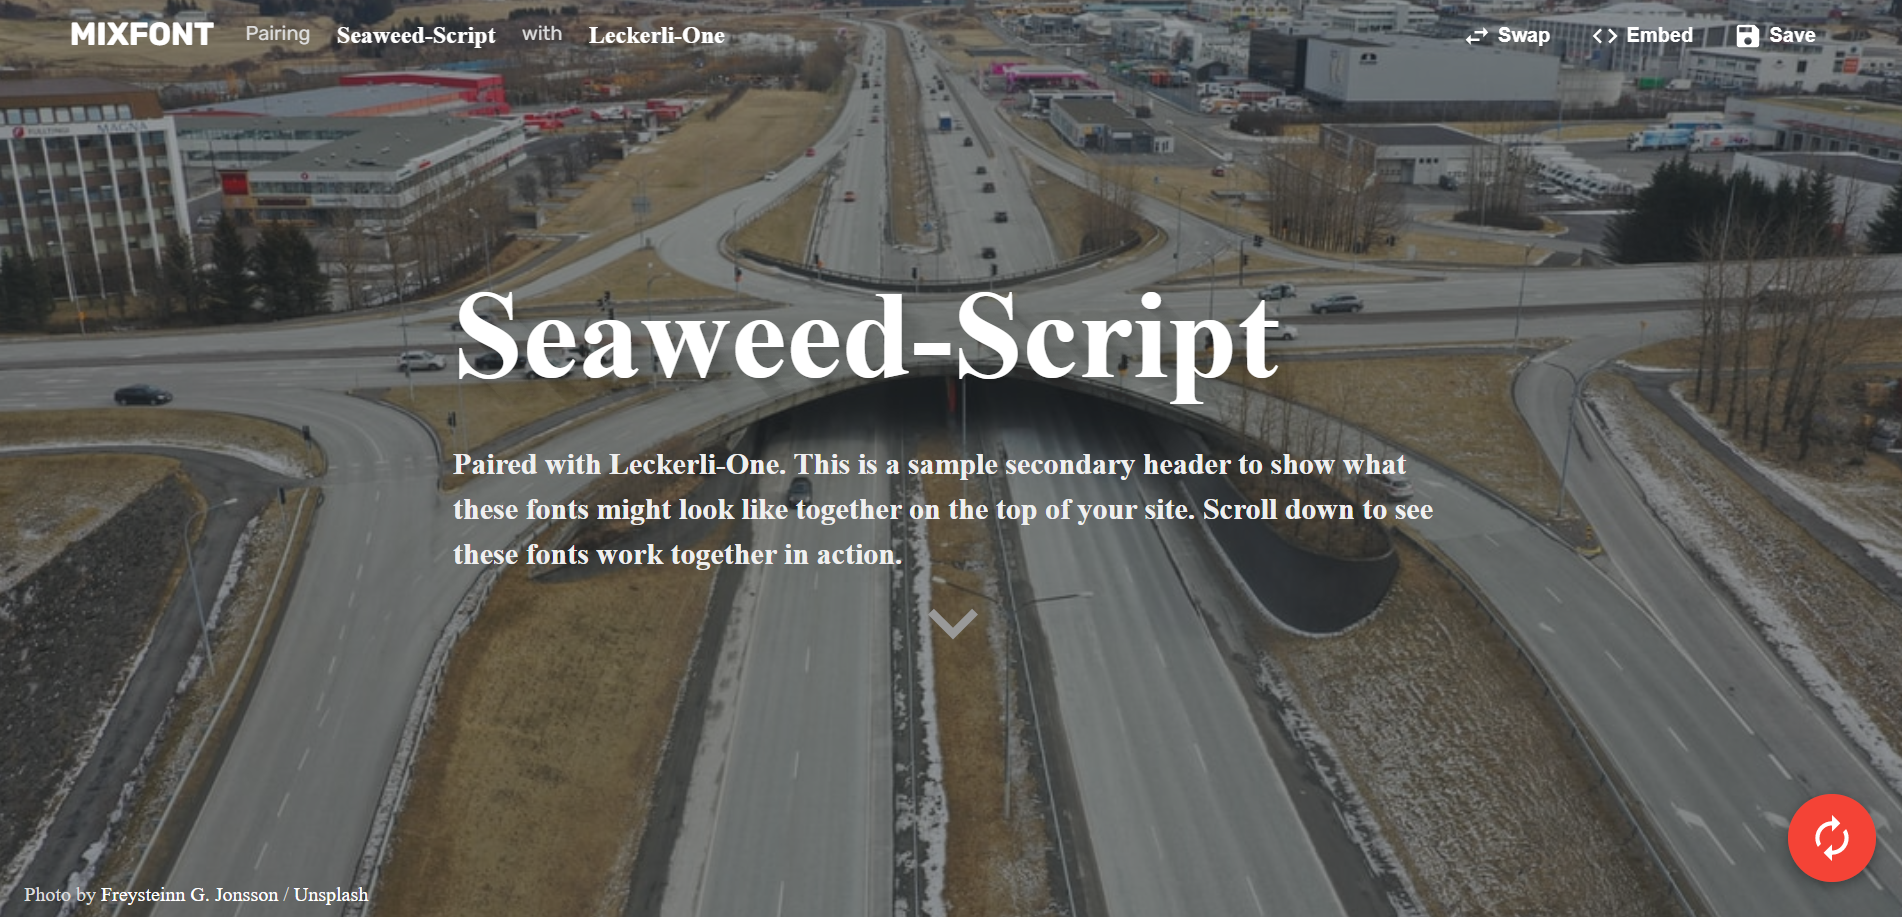 MIXFONT Pairing Seaweed-Script with Leckerli-One Swap Embed Save
MAGNA
Seaweed-Script
Paired with Leckerli-One. This is a sample secondary header to show what
these fonts might look like together on the top of your site. Scroll down to see
these fonts work together in action.
Photo by Freysteinn G. Jonsson / Unsplash